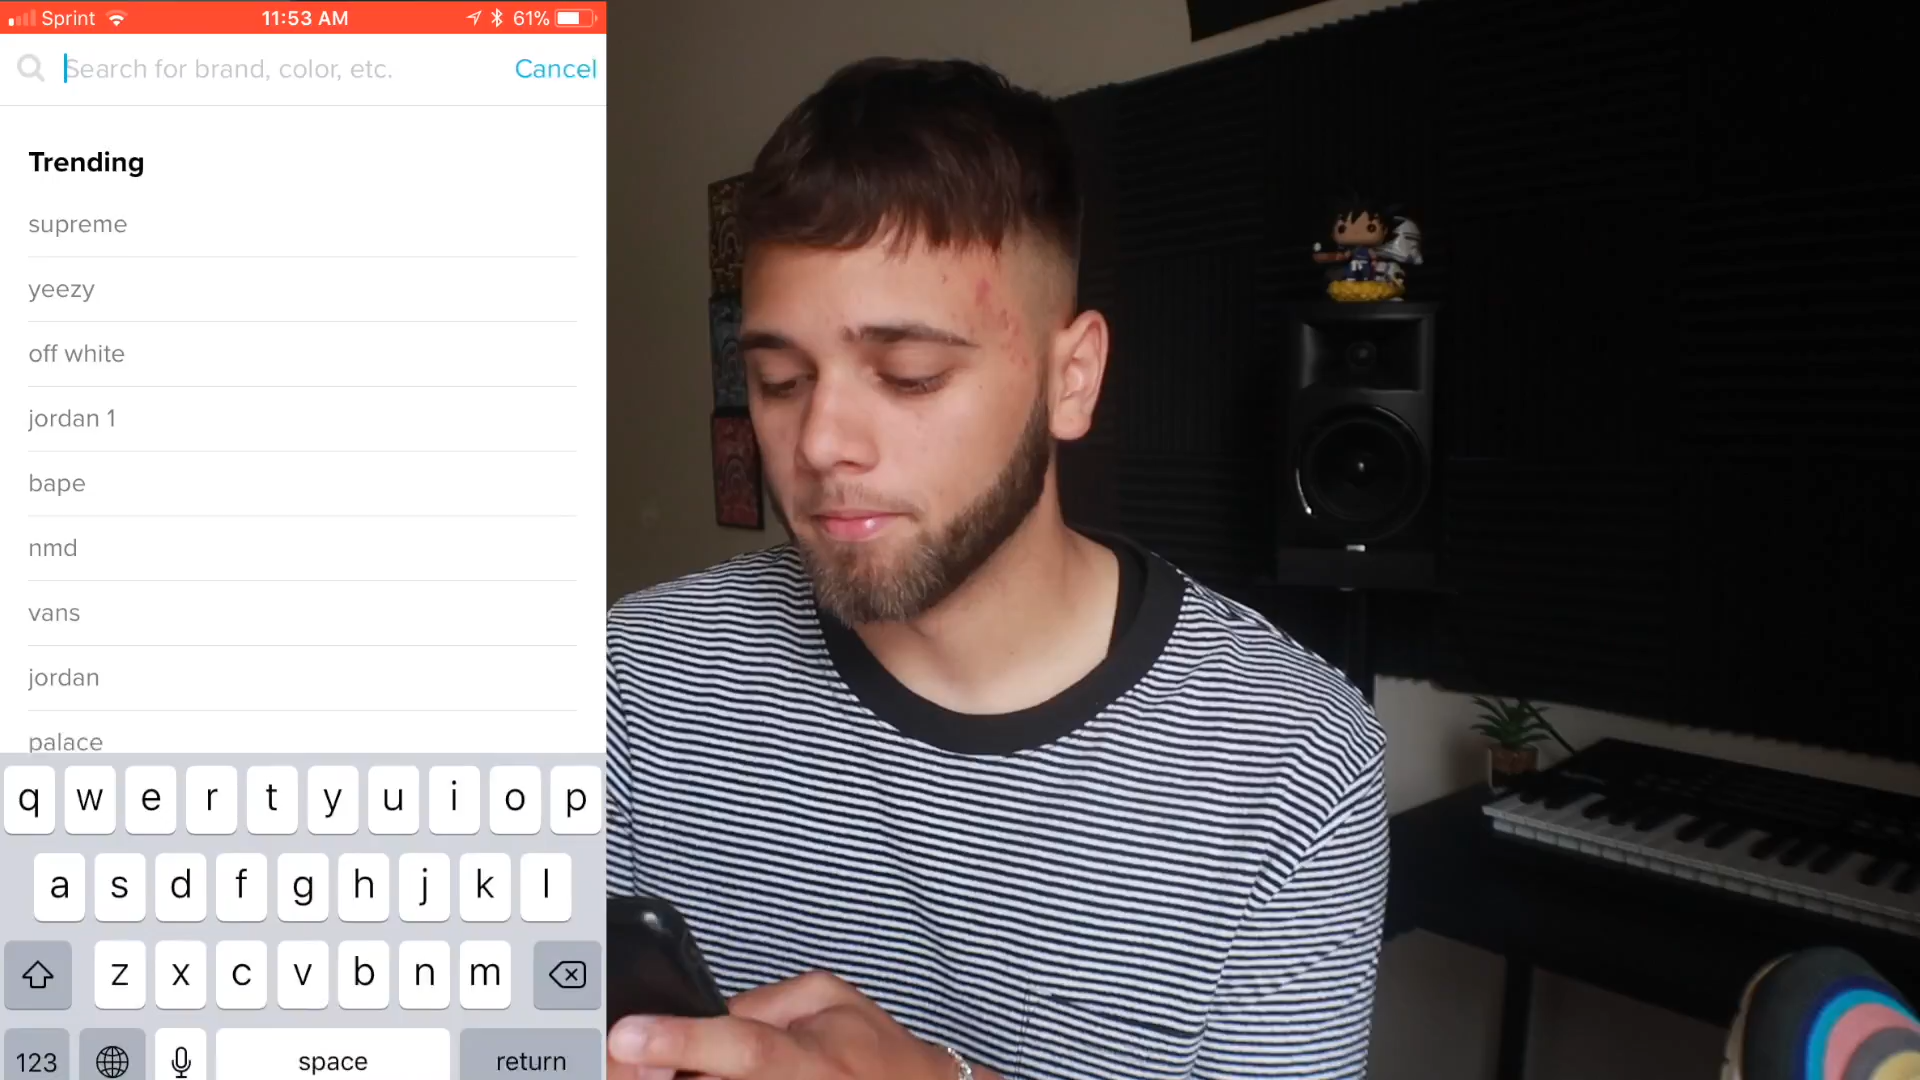 Sprint 11:53 AM 61%
Search for brand, color, etc. Cancel
Trending
supreme
yeezy
off white
jordan 1
bape
nmd
vans
jordan
palace
q w e r t y u i o p
a s d f g h j k l
z x c v b n m
123 space return